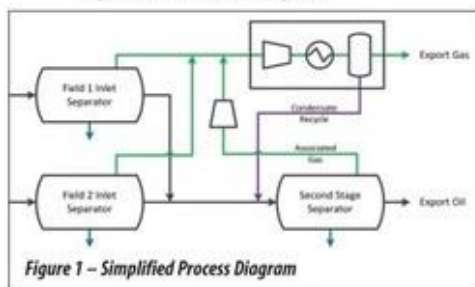 Field 1 Inlet
Separator
Export Gas
Condensate
Recycle
Associated
Gas
Field 2 Inlet
Separator
Second Stage
Separator
Export Oil
Figure 1 – Simplified Process Diagram